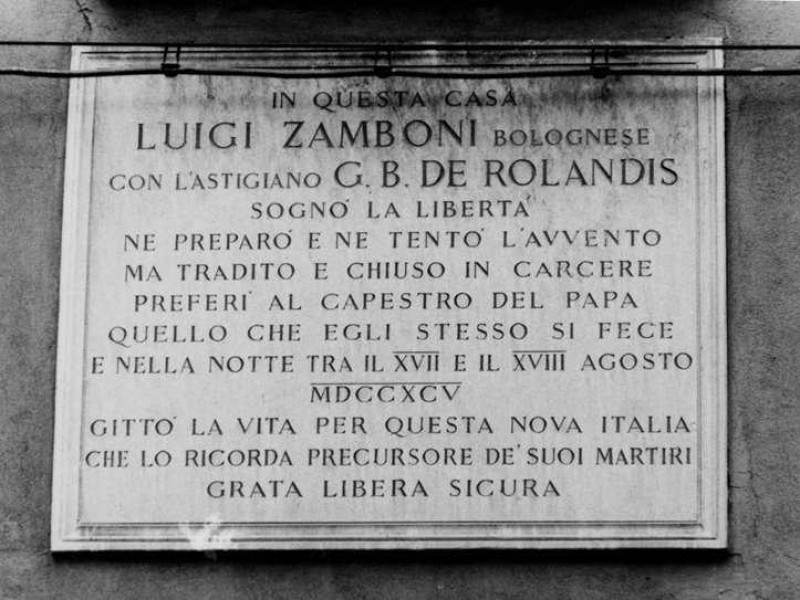 IN QUESTA CASA
LUIGI ZAMBONI BOLOGNESE
CON L'ASTIGIANO G. B. DE ROLANDIS
SOGNO' LA LIBERTA'
NE PREPARO' E NE TENTO' L'AVVENTO
MA TRADITO E CHIUSO IN CARCERE
PREFERI' AL CAPESTRO DEL PAPA
QUELLO CHE EGLI STESSO SI FECE
E NELLA NOTTE TRA IL XVII E IL XVIII AGOSTO
MDCCXCV
GITTO' LA VITA PER QUESTA NOVA ITALIA
CHE LO RICORDA PRECURSORE DE' SUOI MARTIRI
GRATA LIBERA SICURA